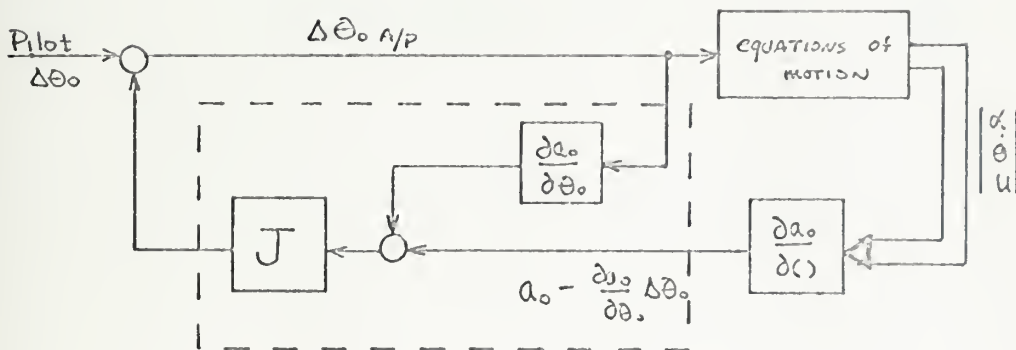 Pilot
Δθ₀
Δθ₀ A/P
EQUATIONS of
MOTION
α
θ̇
u
∂a₀
∂θ₀
J
∂a₀
∂()
a₀ - ∂a₀/∂θ₀ Δθ₀